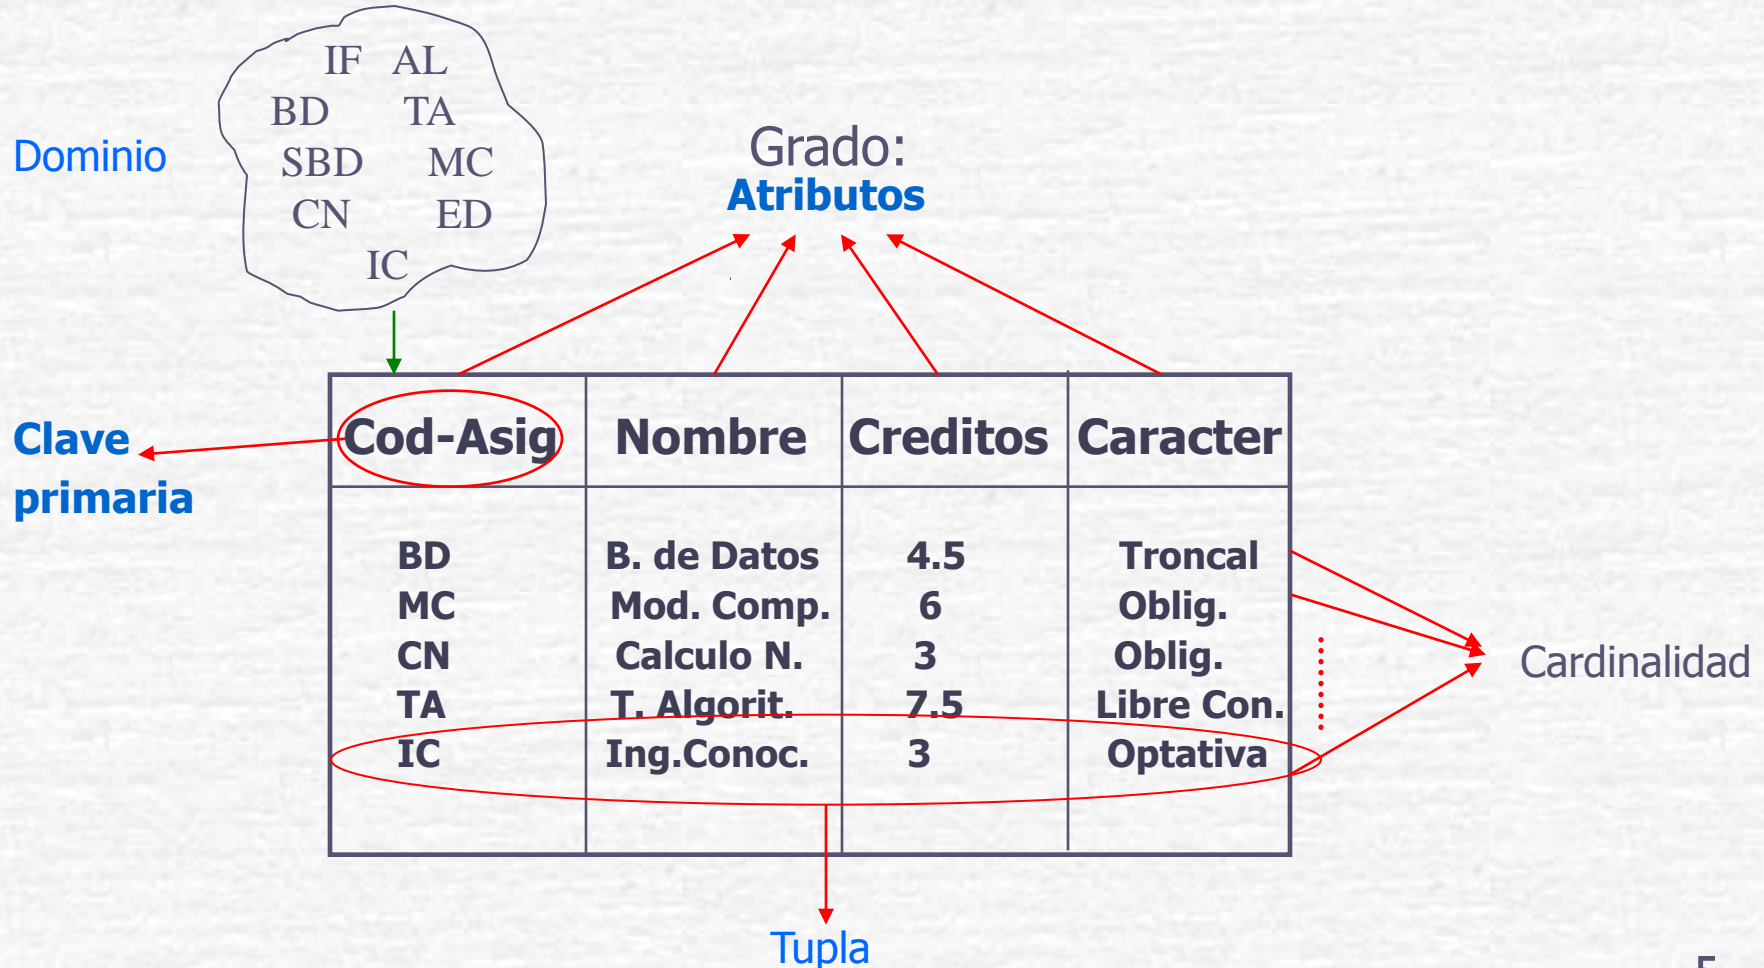 IF AL
BD TA
Dominio
SBD MC
CN ED
IC
Grado:
Atributos
Clave
primaria
Cod-Asig Nombre Creditos Caracter
BD B. de Datos 4.5 Troncal
MC Mod. Comp. 6 Oblig.
CN Calculo N. 3 Oblig.
TA T. Algorit. 7.5 Libre Con.
IC Ing.Conoc. 3 Optativa
Cardinalidad
Tupla